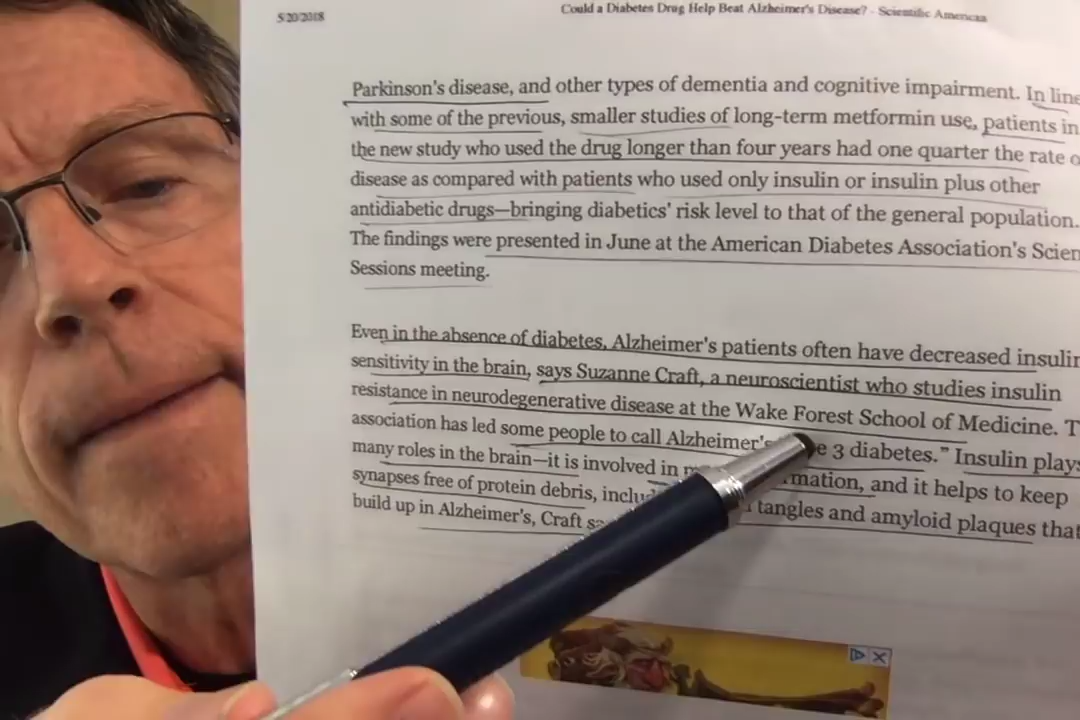 5/20/2018
Could a Diabetes Drug Help Beat Alzheimer's Disease? - Scientific American
Parkinson's disease, and other types of dementia and cognitive impairment. In line
with some of the previous, smaller studies of long-term metformin use, patients in
the new study who used the drug longer than four years had one quarter the rate o
disease as compared with patients who used only insulin or insulin plus other
antidiabetic drugs—bringing diabetics' risk level to that of the general population.
The findings were presented in June at the American Diabetes Association's Scien
Sessions meeting.
Even in the absence of diabetes, Alzheimer's patients often have decreased insulin
sensitivity in the brain, says Suzanne Craft, a neuroscientist who studies insulin
resistance in neurodegenerative disease at the Wake Forest School of Medicine. T
association has led some people to call Alzheimer's e 3 diabetes." Insulin plays
many roles in the brain—it is involved in mation, and it helps to keep
synapses free of protein debris, inclu tangles and amyloid plaques that
build up in Alzheimer's, Craft sa